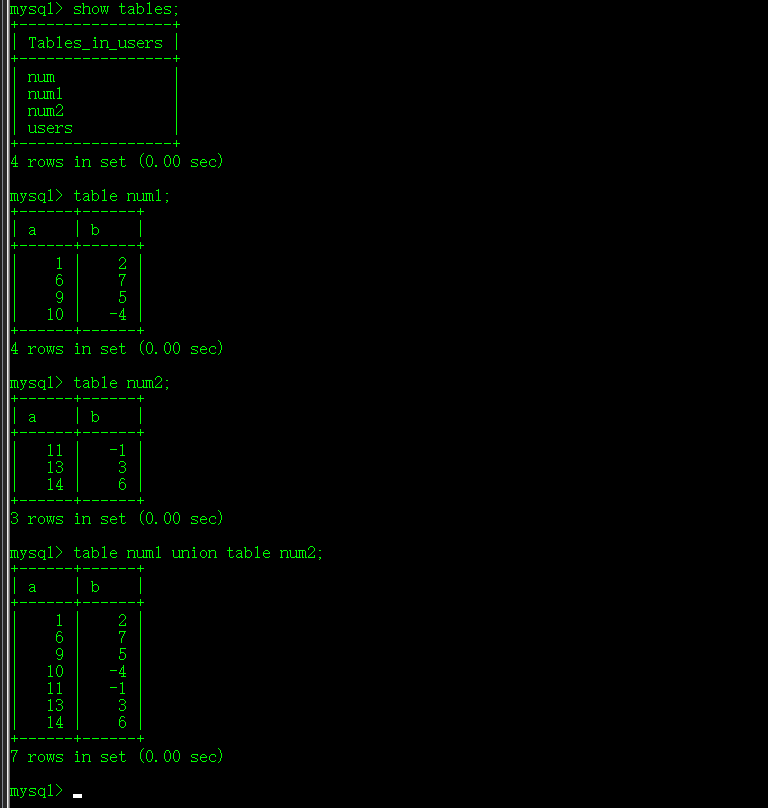 mysql> show tables;
+-----------------+
| Tables_in_users |
+-----------------+
| num             |
| num1            |
| num2            |
| users           |
+-----------------+
4 rows in set (0.00 sec)
mysql> table num1;
+------+------+
| a    | b    |
+------+------+
|    1 |    2 |
|    6 |    7 |
|    9 |    5 |
|   10 |   -4 |
+------+------+
4 rows in set (0.00 sec)
mysql> table num2;
+------+------+
| a    | b    |
+------+------+
|   11 |   -1 |
|   13 |    3 |
|   14 |    6 |
+------+------+
3 rows in set (0.00 sec)
mysql> table num1 union table num2;
+------+------+
| a    | b    |
+------+------+
|    1 |    2 |
|    6 |    7 |
|    9 |    5 |
|   10 |   -4 |
|   11 |   -1 |
|   13 |    3 |
|   14 |    6 |
+------+------+
7 rows in set (0.00 sec)
mysql> _